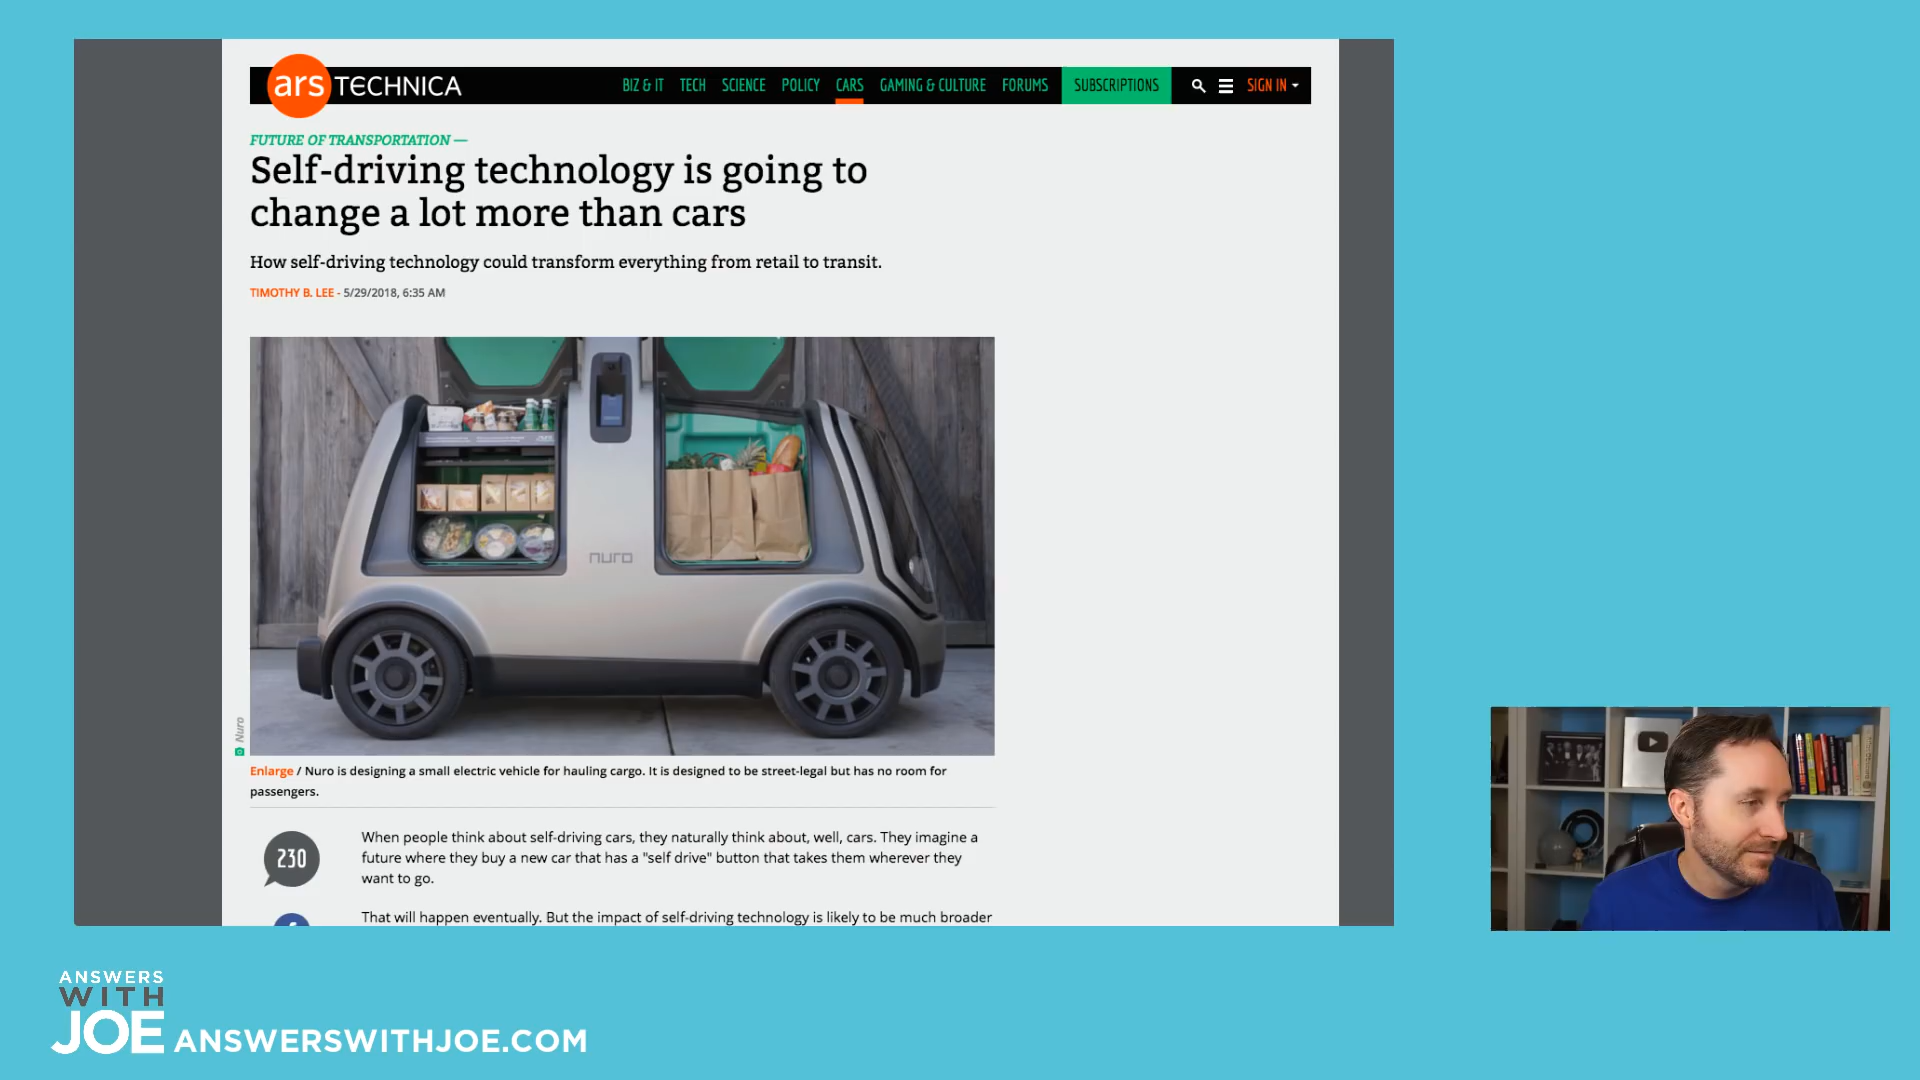 ars TECHNICA
BIZ & IT TECH SCIENCE POLICY CARS GAMING & CULTURE FORUMS SUBSCRIPTIONS SIGN IN
FUTURE OF TRANSPORTATION —
Self-driving technology is going to
change a lot more than cars
How self-driving technology could transform everything from retail to transit.
TIMOTHY B. LEE - 5/29/2018, 6:35 AM
nuro
Nuro
Enlarge / Nuro is designing a small electric vehicle for hauling cargo. It is designed to be street-legal but has no room for
passengers.
230
When people think about self-driving cars, they naturally think about, well, cars. They imagine a
future where they buy a new car that has a "self drive" button that takes them wherever they
want to go.
That will happen eventually. But the impact of self-driving technology is likely to be much broader
ANSWERS
WITH
JOE
ANSWERSWITHJOE.COM